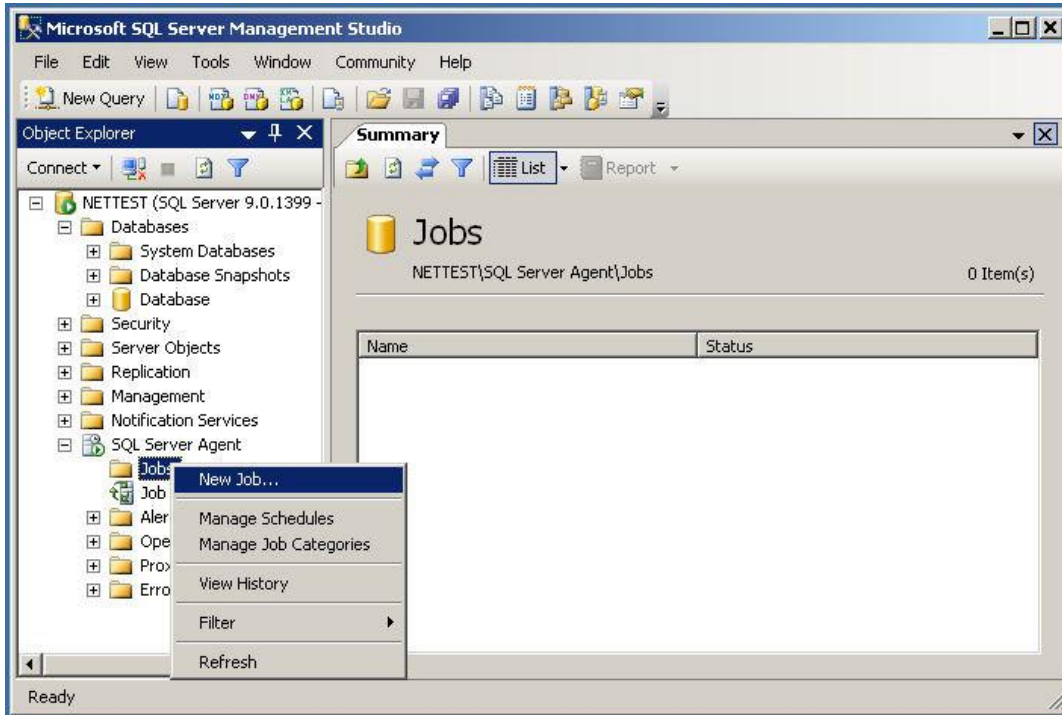 Microsoft SQL Server Management Studio
File Edit View Tools Window Community Help
New Query
Object Explorer
Connect
NETTEST (SQL Server 9.0.1399 -
Databases
System Databases
Database Snapshots
Database
Security
Server Objects
Replication
Management
Notification Services
SQL Server Agent
Jobs
Job
Aler
Ope
Prox
Erro
New Job...
Manage Schedules
Manage Job Categories
View History
Filter
Refresh
Summary
List Report
Jobs
NETTEST\SQL Server Agent\Jobs 0 Item(s)
Name Status
Ready